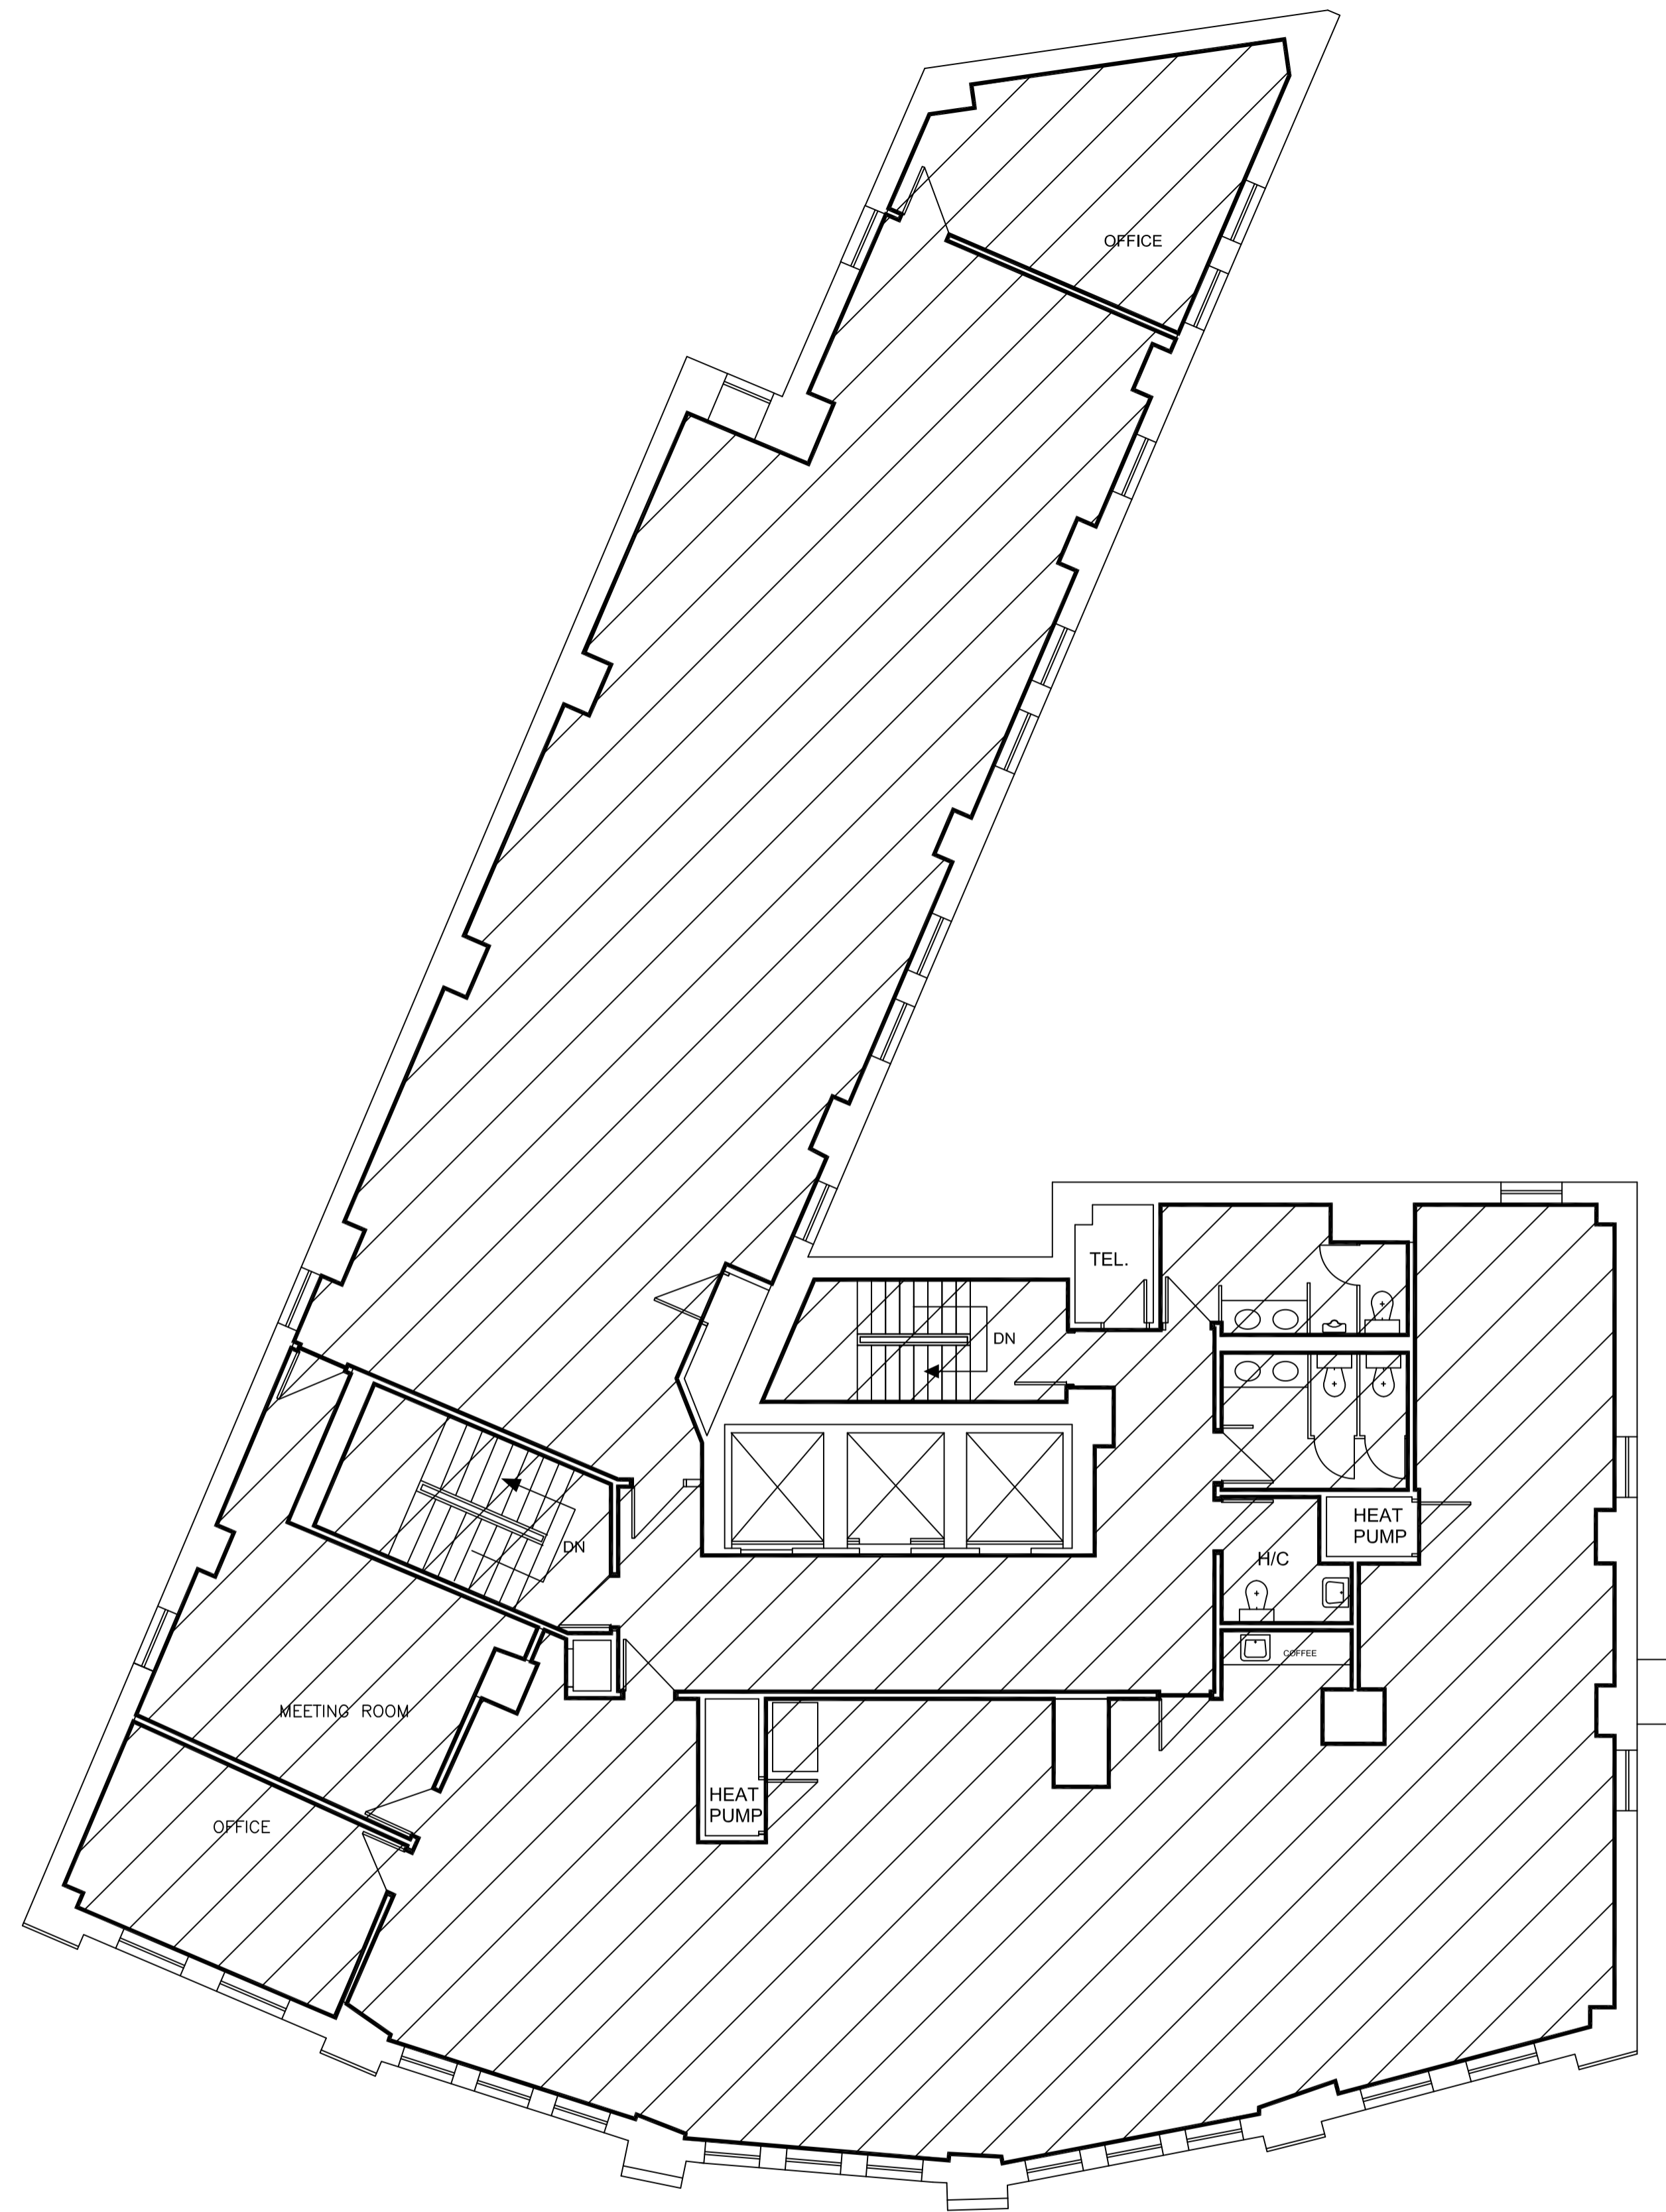 OFFICE
TEL.
DN
HEAT
PUMP
DN
H/C
COFFEE
MEETING ROOM
HEAT
PUMP
OFFICE